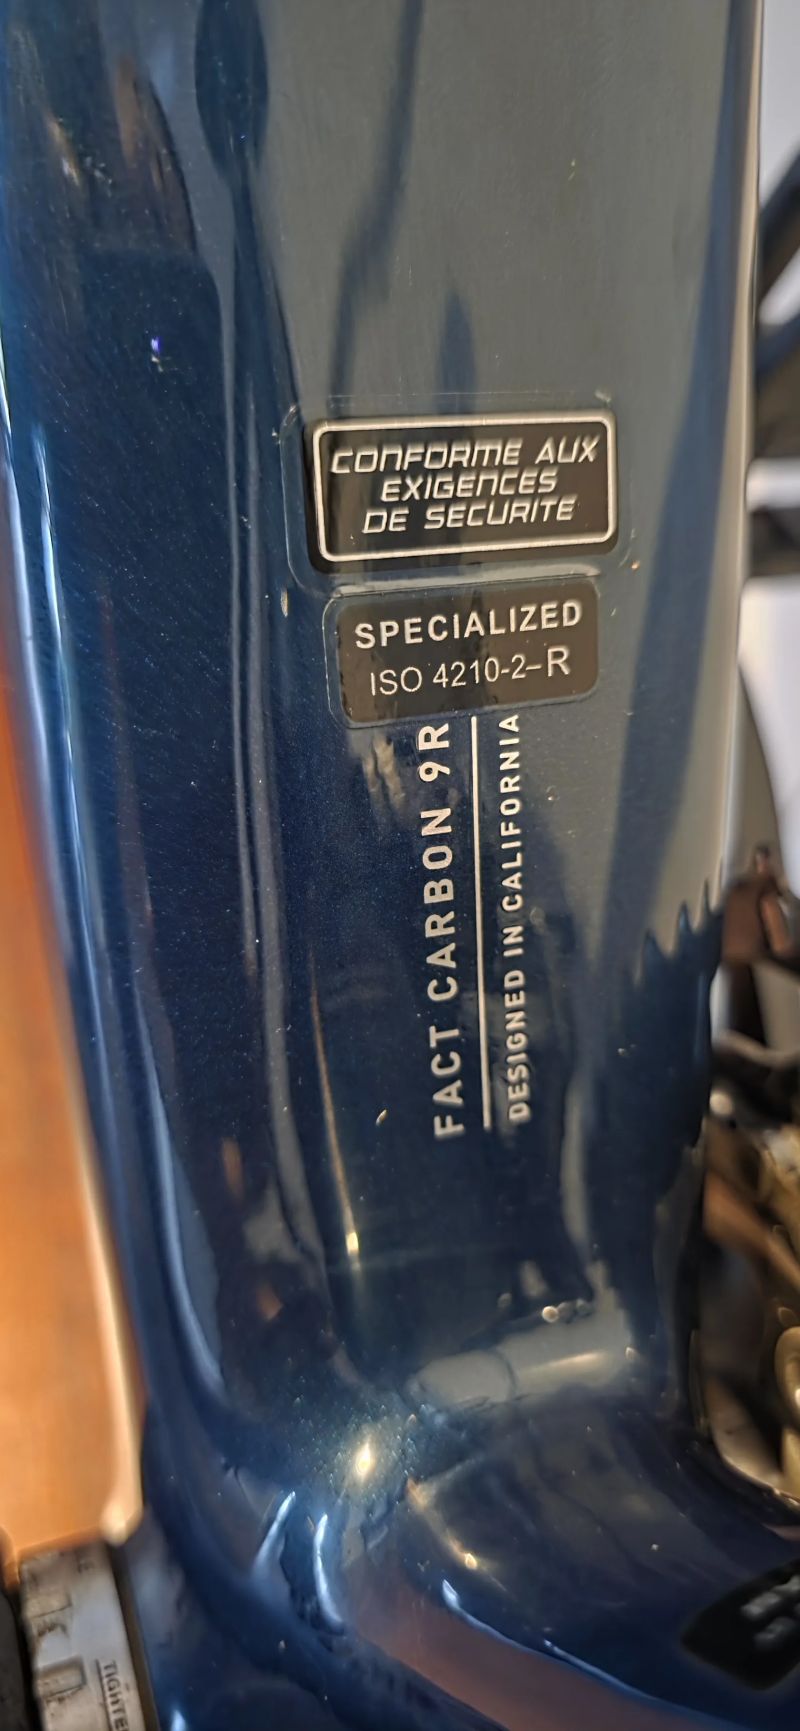 CONFORME AUX
EXIGENCES
DE SECURITE
SPECIALIZED
ISO 4210-2-R
FACT CARBON 9R
DESIGNED IN CALIFORNIA